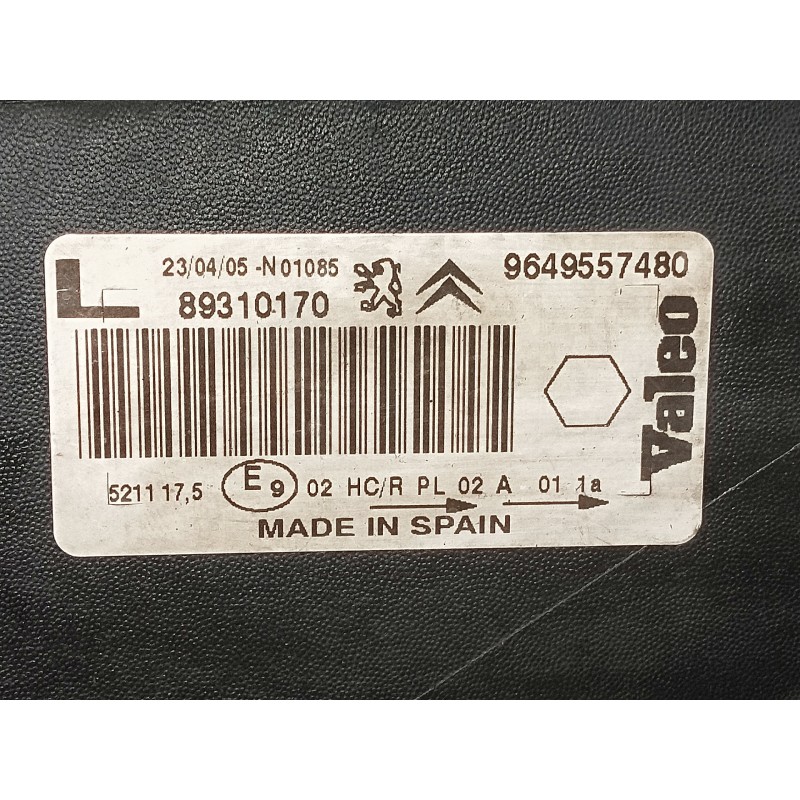 L
23/04/05 -N 01085
89310170
9649557480
Valeo
5211 17,5
E9 02 HC/R PL 02 A 01 1a
MADE IN SPAIN